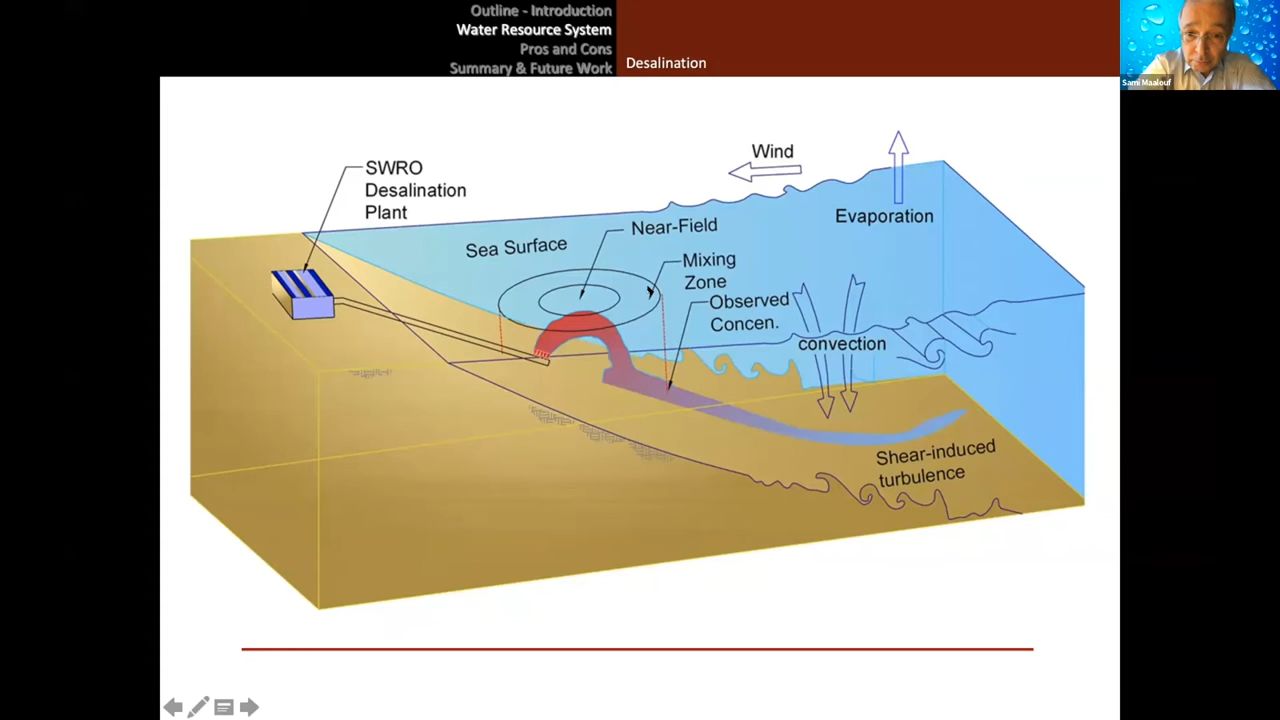 Outline - Introduction
Water Resource System
Pros and Cons
Summary & Future Work
Desalination
Sami Maalouf
Wind
SWRO
Desalination
Plant
Evaporation
Near-Field
Sea Surface
Mixing
Zone
Observed
Concen.
convection
Shear-induced
turbulence